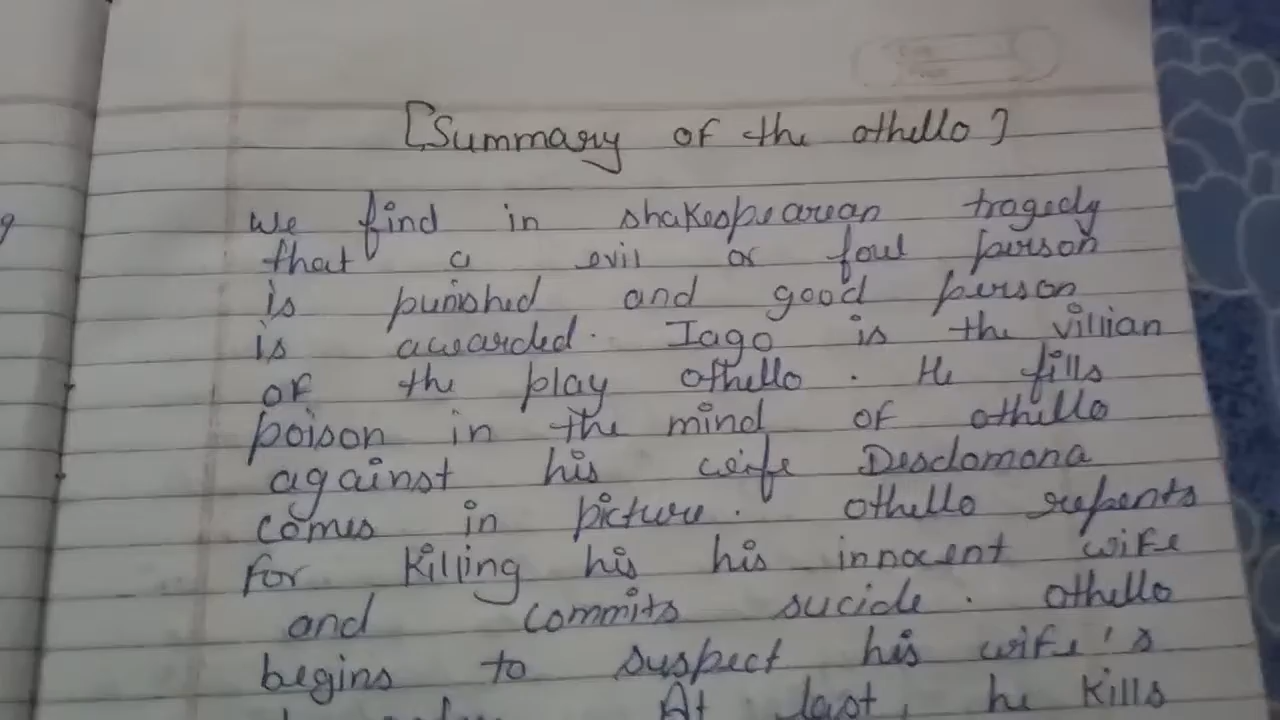 [Summary of the othello]
we find in shakespearean tragedy
that a evil or foul person
is punished and good person
is awarded. Iago is the villian
of the play othello. He fills
poison in the mind of othello
against his wife Desdomona
comes in picture. othello repents
for killing his his innocent wife
and commits sucide. othello
begins to suspect his wife's
At last, he kills